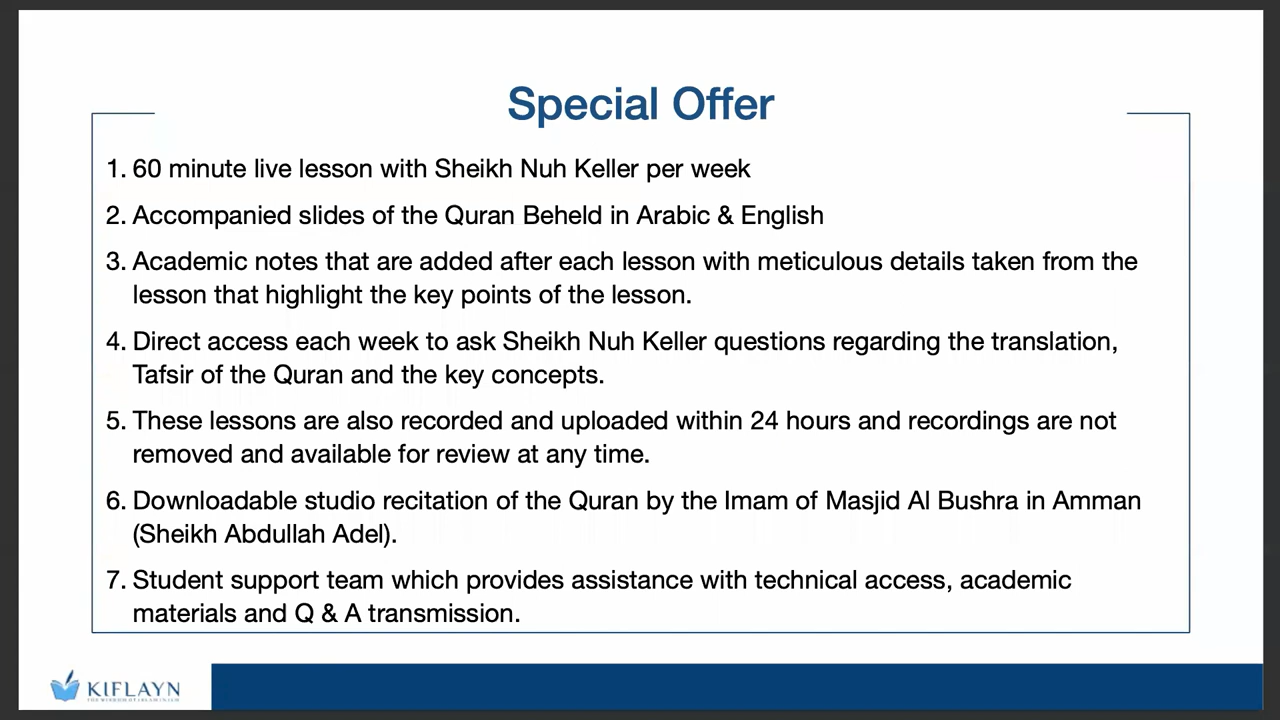 Special Offer
1. 60 minute live lesson with Sheikh Nuh Keller per week
2. Accompanied slides of the Quran Beheld in Arabic & English
3. Academic notes that are added after each lesson with meticulous details taken from the
lesson that highlight the key points of the lesson.
4. Direct access each week to ask Sheikh Nuh Keller questions regarding the translation,
Tafsir of the Quran and the key concepts.
5. These lessons are also recorded and uploaded within 24 hours and recordings are not
removed and available for review at any time.
6. Downloadable studio recitation of the Quran by the Imam of Masjid Al Bushra in Amman
(Sheikh Abdullah Adel).
7. Student support team which provides assistance with technical access, academic
materials and Q & A transmission.
KIFLAYN